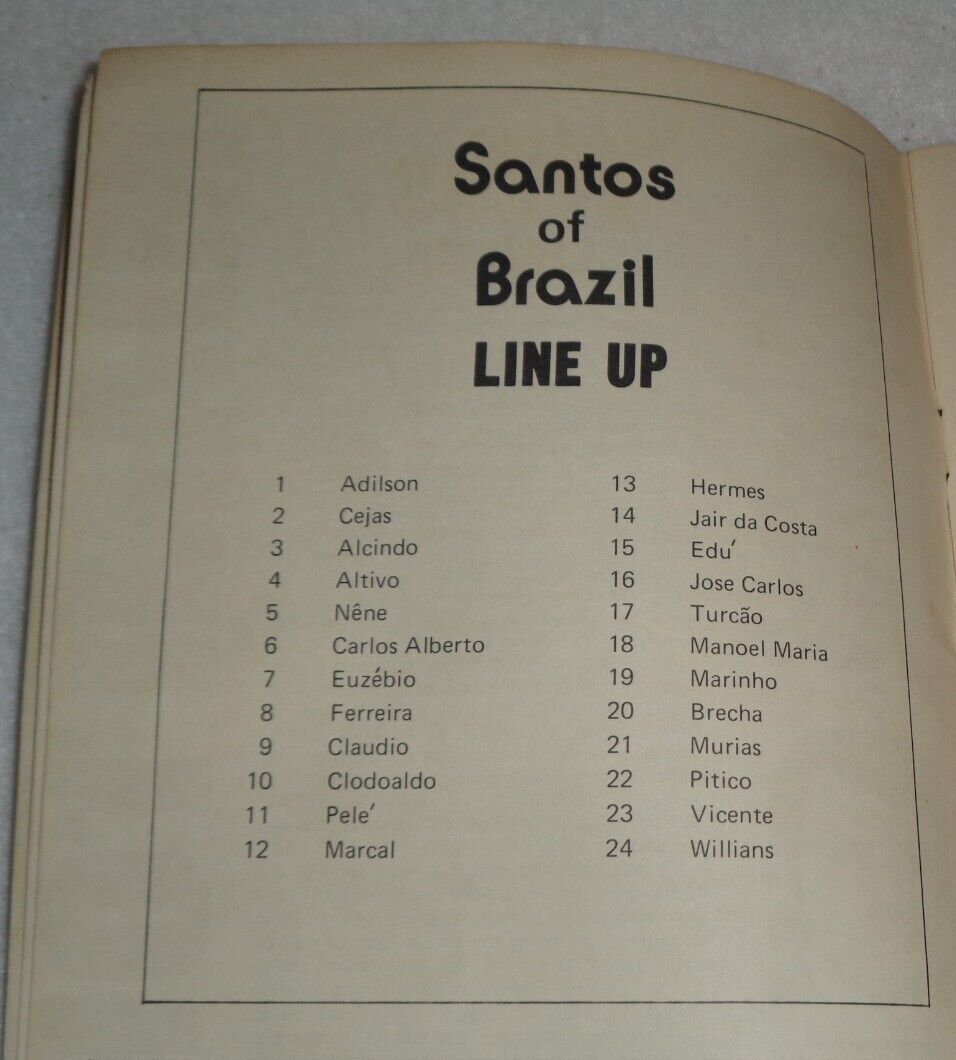 Santos
of
Brazil
LINE UP
1 Adilson
2 Cejas
3 Alcindo
4 Altivo
5 Nêne
6 Carlos Alberto
7 Euzébio
8 Ferreira
9 Claudio
10 Clodoaldo
11 Pele´
12 Marcal
13 Hermes
14 Jair da Costa
15 Edu´
16 Jose Carlos
17 Turcão
18 Manoel Maria
19 Marinho
20 Brecha
21 Murias
22 Pitico
23 Vicente
24 Willians